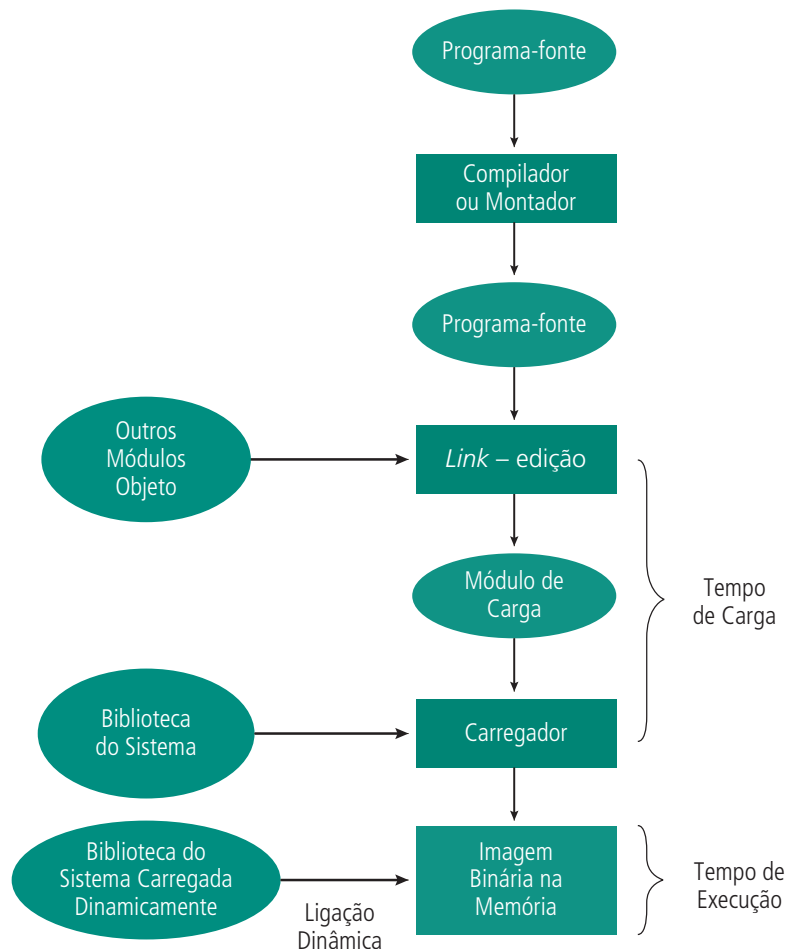 Programa-fonte
Compilador
ou Montador
Programa-fonte
Outros
Módulos
Objeto
Link – edição
Módulo de
Carga
Tempo
de Carga
Biblioteca
do Sistema
Carregador
Biblioteca do
Sistema Carregada
Dinamicamente
Ligação
Dinâmica
Imagem
Binária na
Memória
Tempo de
Execução